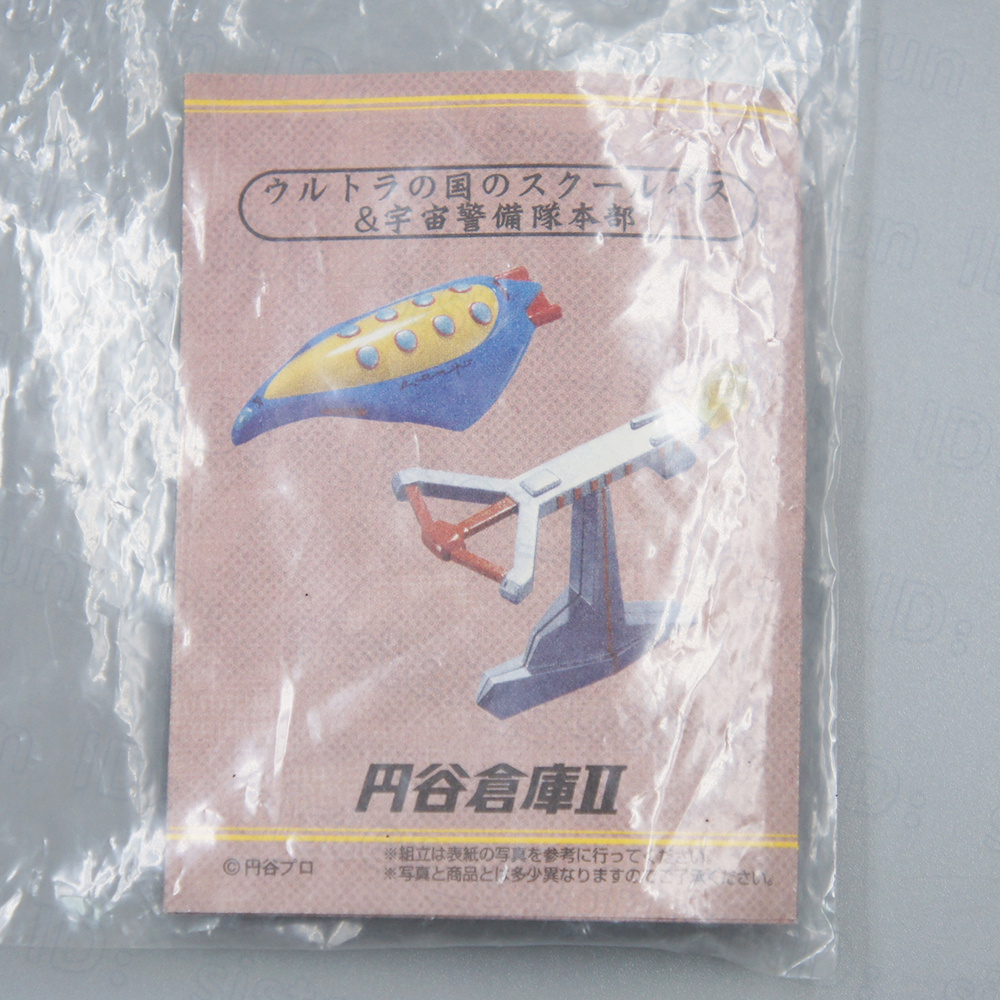 ウルトラの国のスクールバス
&宇宙警備隊本部
円谷倉庫II
©円谷プロ
※組立は表紙の写真を参考に行ってください。
※写真と商品とは多少異なりますのでご了承ください。